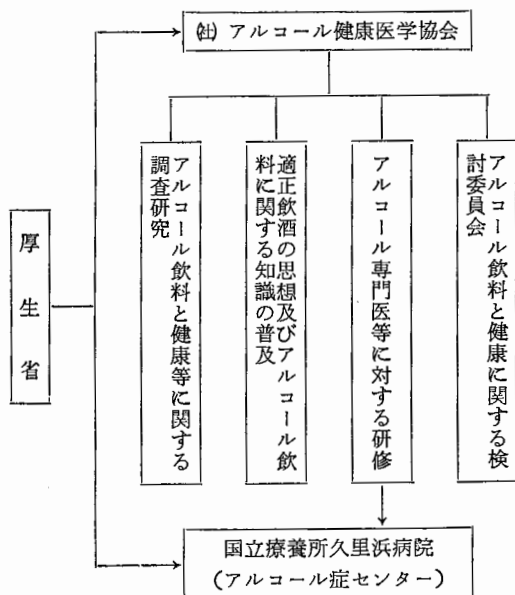 ㈳ アルコール健康医学協会
厚生省
アルコール飲料と健康等に関する
調査研究
適正飲酒の思想及びアルコール飲
料に関する知識の普及
アルコール専門医等に対する研修
アルコール飲料と健康に関する検
討委員会
国立療養所久里浜病院
(アルコール症センター)